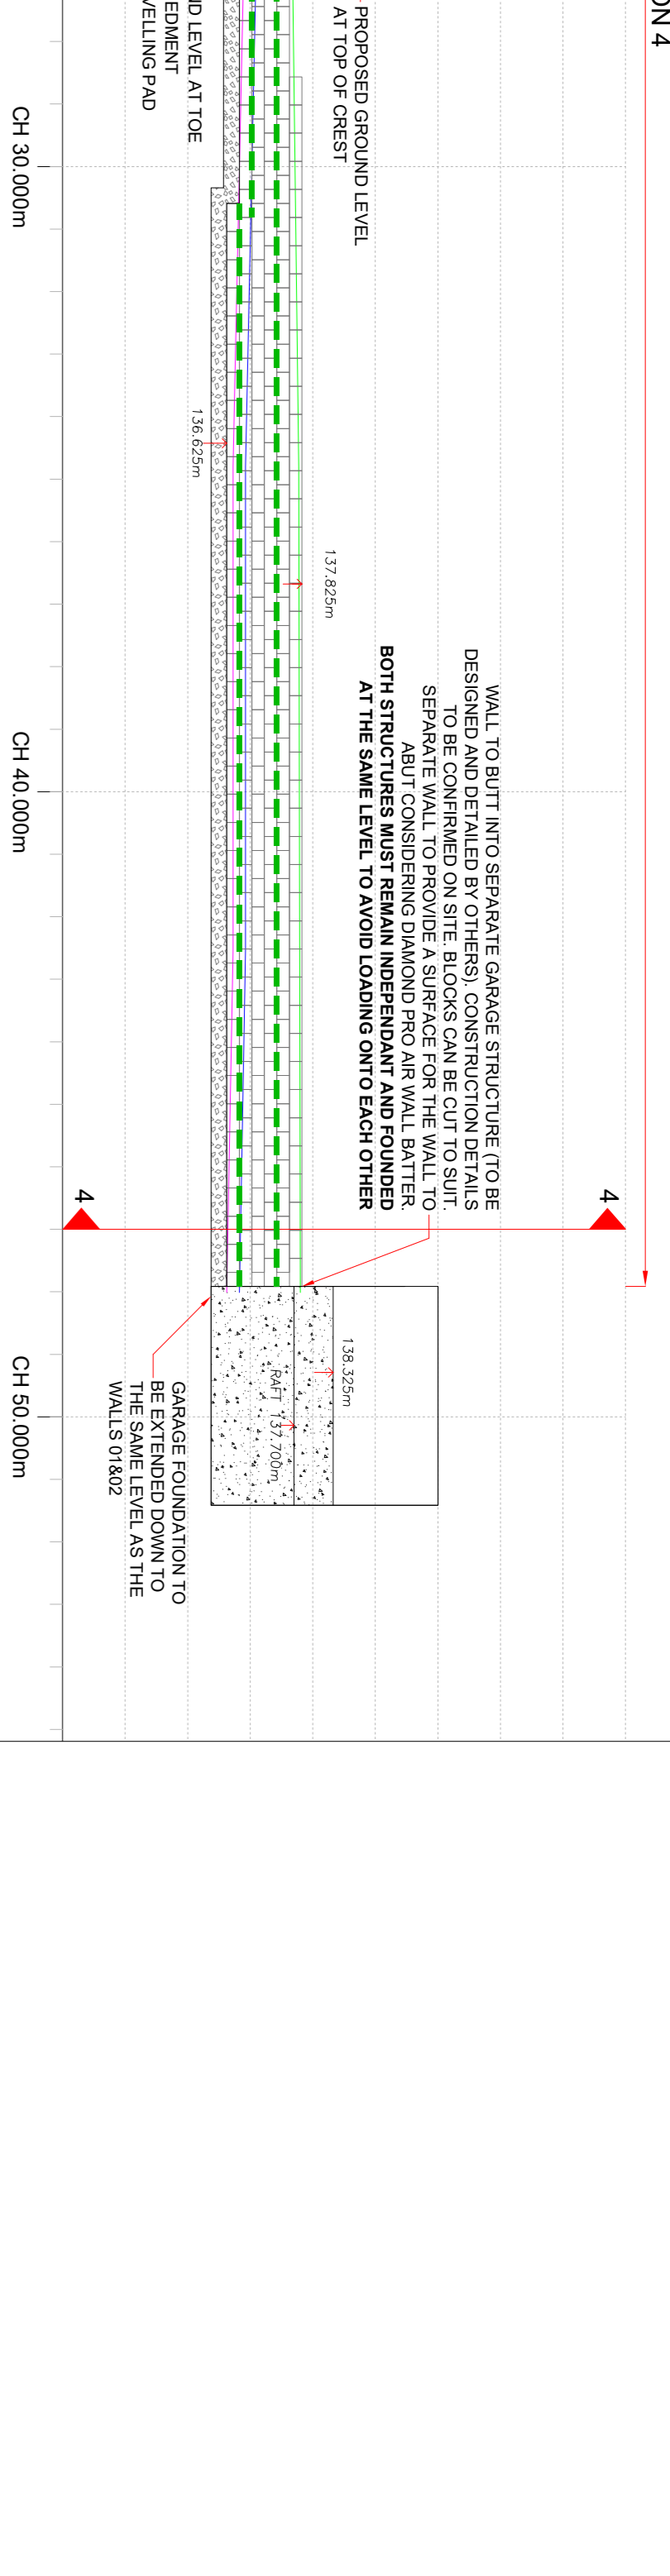 ON 4
PROPOSED GROUND LEVEL
AT TOP OF CREST
ND LEVEL AT TOE
EDMENT
VELLING PAD
137.825m
136.625m
WALL TO BUTT INTO SEPARATE GARAGE STRUCTURE (TO BE
DESIGNED AND DETAILED BY OTHERS). CONSTRUCTION DETAILS
TO BE CONFIRMED ON SITE. BLOCKS CAN BE CUT TO SUIT.
SEPARATE WALL TO PROVIDE A SURFACE FOR THE WALL TO
ABUT CONSIDERING DIAMOND PRO AIR WALL BATTER.
BOTH STRUCTURES MUST REMAIN INDEPENDANT AND FOUNDED
AT THE SAME LEVEL TO AVOID LOADING ONTO EACH OTHER
4
4
138.325m
RAFT 137.700m
GARAGE FOUNDATION TO
BE EXTENDED DOWN TO
THE SAME LEVEL AS THE
WALLS 01&02
CH 30.000m
CH 40.000m
CH 50.000m